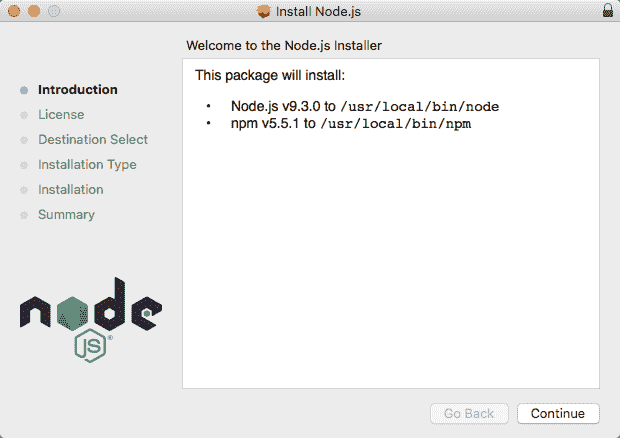 Install Node.js
Welcome to the Node.js Installer
Introduction
License
Destination Select
Installation Type
Installation
Summary
This package will install:
• Node.js v9.3.0 to /usr/local/bin/node
• npm v5.5.1 to /usr/local/bin/npm
node
JS®
Go Back
Continue